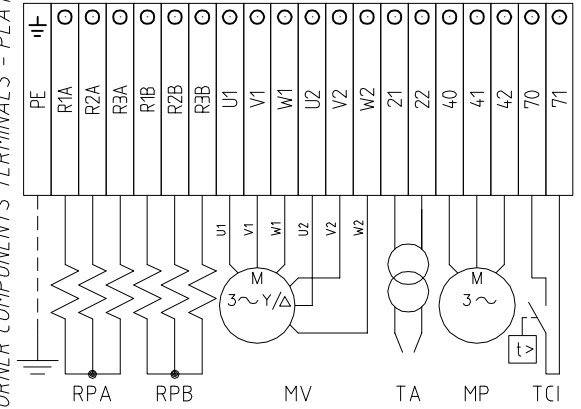 COMPONENTS TERMINALS - PLA
PE R1A R2A R3A R1B R2B R3B U1 V1 W1 U2 V2 W2 21 22 40 41 42 70 71
U1 V1 W1 U2 V2 W2
M M
3~ Y/△ 3~
t>
RPA RPB MV TA MP TCI